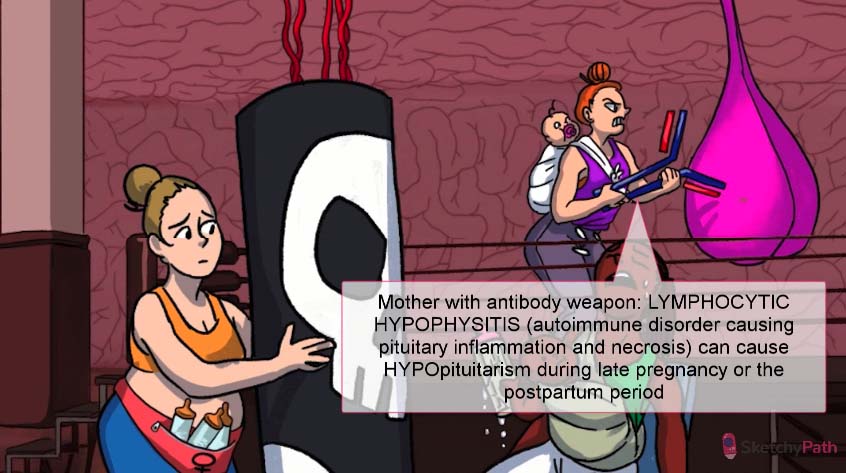 Mother with antibody weapon: LYMPHOCYTIC
HYPOPHYSITIS (autoimmune disorder causing
pituitary inflammation and necrosis) can cause
HYPOpituitarism during late pregnancy or the
postpartum period
SketchyPath